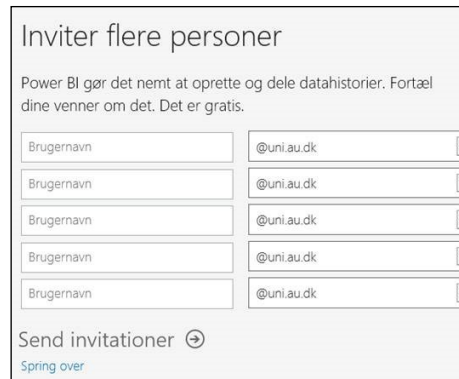 Inviter flere personer
Power BI gør det nemt at oprette og dele datahistorier. Fortæl
dine venner om det. Det er gratis.
Brugernavn @uni.au.dk
Brugernavn @uni.au.dk
Brugernavn @uni.au.dk
Brugernavn @uni.au.dk
Brugernavn @uni.au.dk
Send invitationer
Spring over